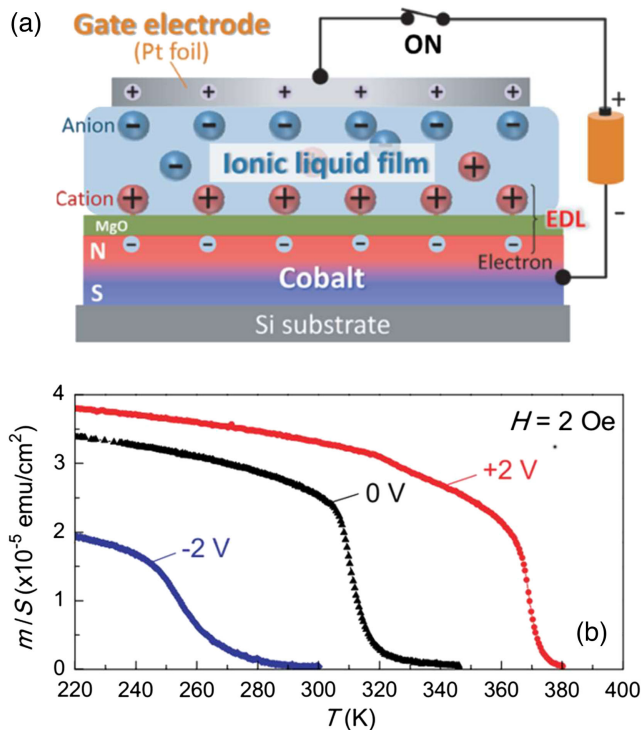 (a)
Gate electrode
(Pt foil)
ON
+
+ + + + + +
Anion
- - - - - -
-
Ionic liquid film
+
Cation
+ + + + + +
-
MgO
EDL
N
- - - - - -
Electron
Cobalt
S
Si substrate
4
H = 2 Oe
3
+2 V
0 V
2
-2 V
1
(b)
0
m/S (x10-5 emu/cm2)
220 240 260 280 300 320 340 360 380 400
T (K)